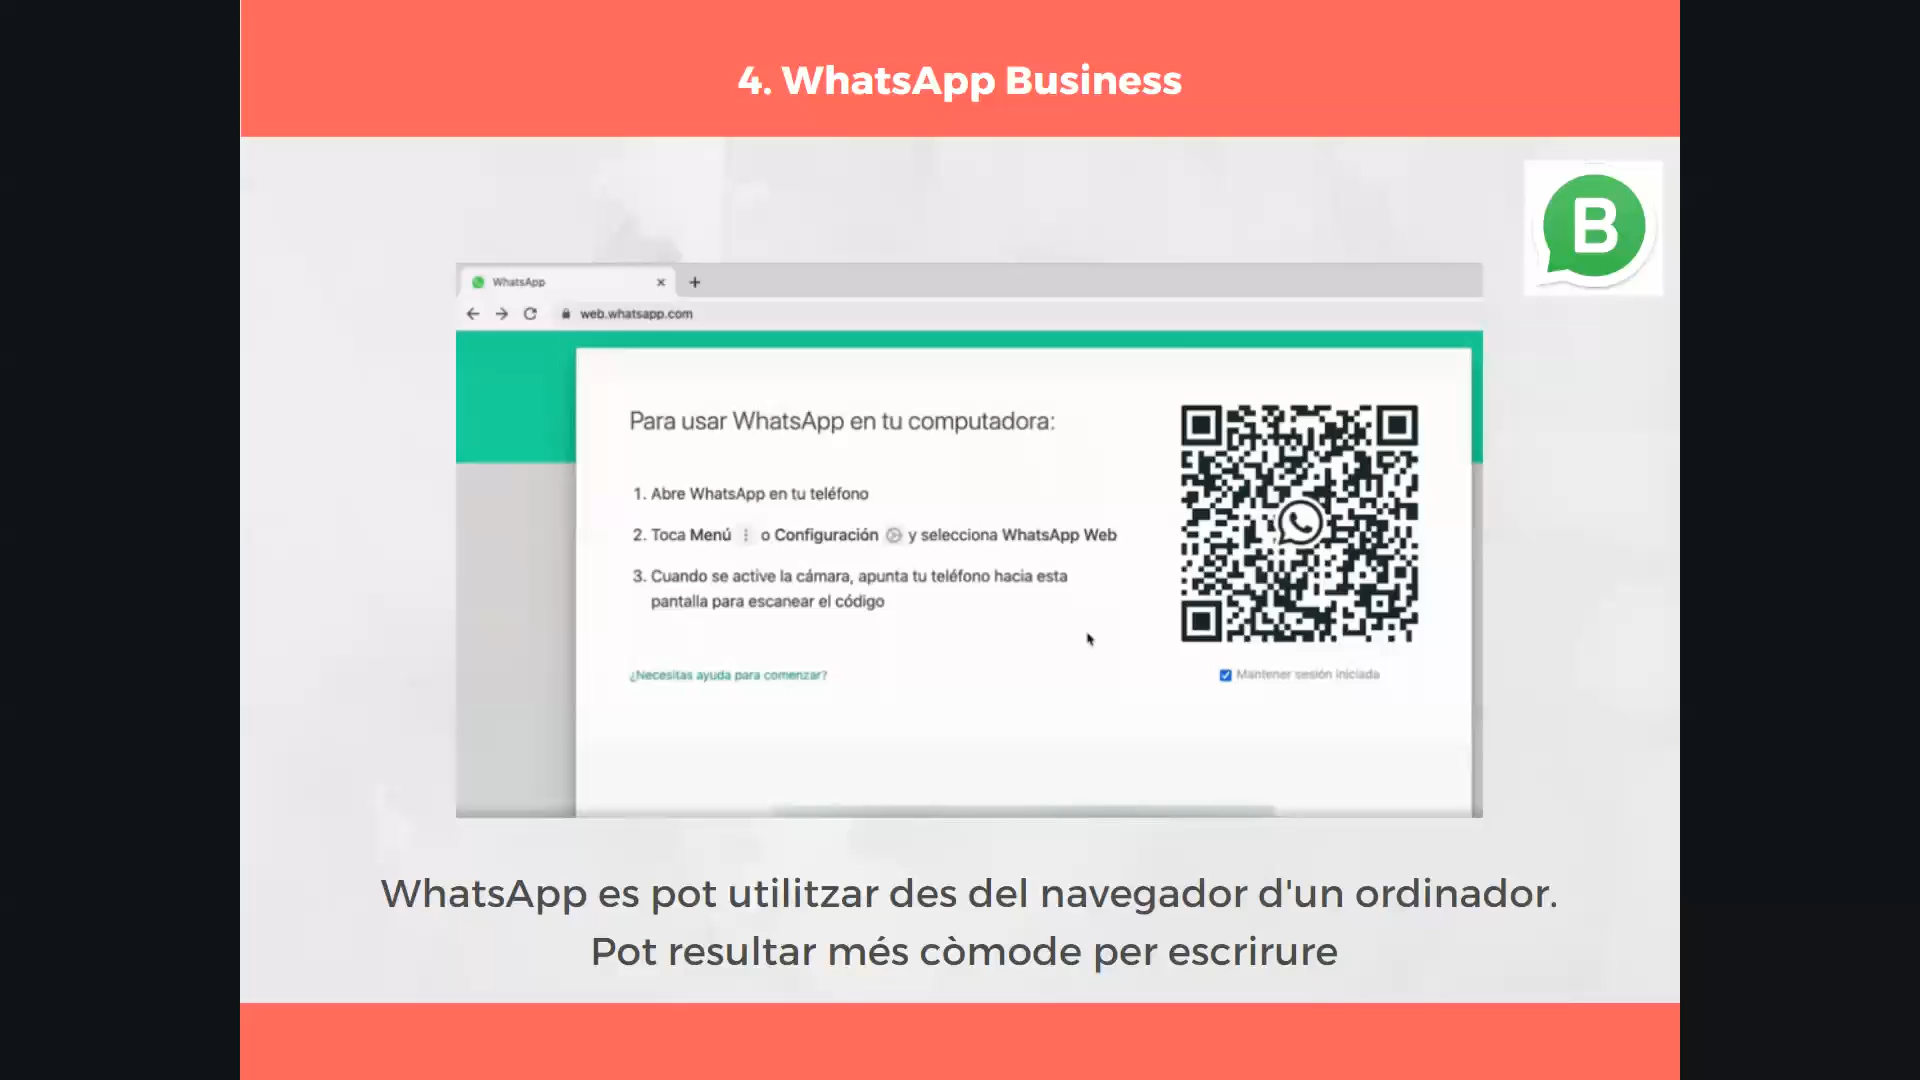 4. WhatsApp Business
B
WhatsApp
web.whatsapp.com
Para usar WhatsApp en tu computadora:
1. Abre WhatsApp en tu teléfono
2. Toca Menú o Configuración y selecciona WhatsApp Web
3. Cuando se active la cámara, apunta tu teléfono hacia esta
pantalla para escanear el código
¿Necesitas ayuda para comenzar?
Mantener sesión iniciada
WhatsApp es pot utilitzar des del navegador d'un ordinador.
Pot resultar més còmode per escrirure